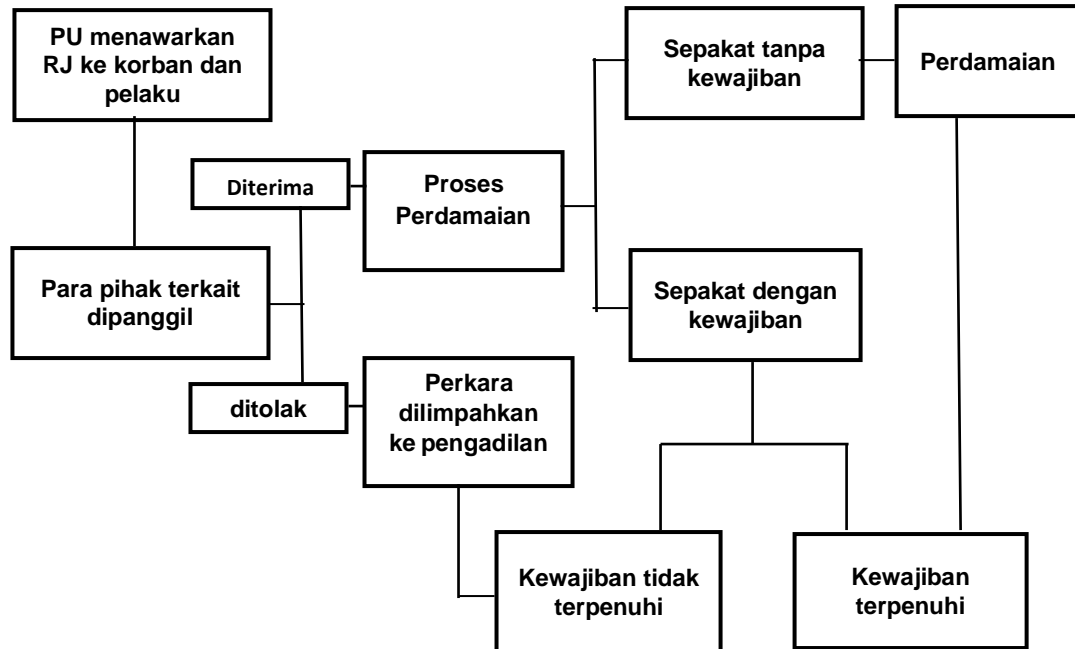 PU menawarkan
RJ ke korban dan
pelaku
Sepakat tanpa
kewajiban
Perdamaian
Diterima
Proses
Perdamaian
Para pihak terkait
dipanggil
Sepakat dengan
kewajiban
ditolak
Perkara
dilimpahkan
ke pengadilan
Kewajiban tidak
terpenuhi
Kewajiban
terpenuhi